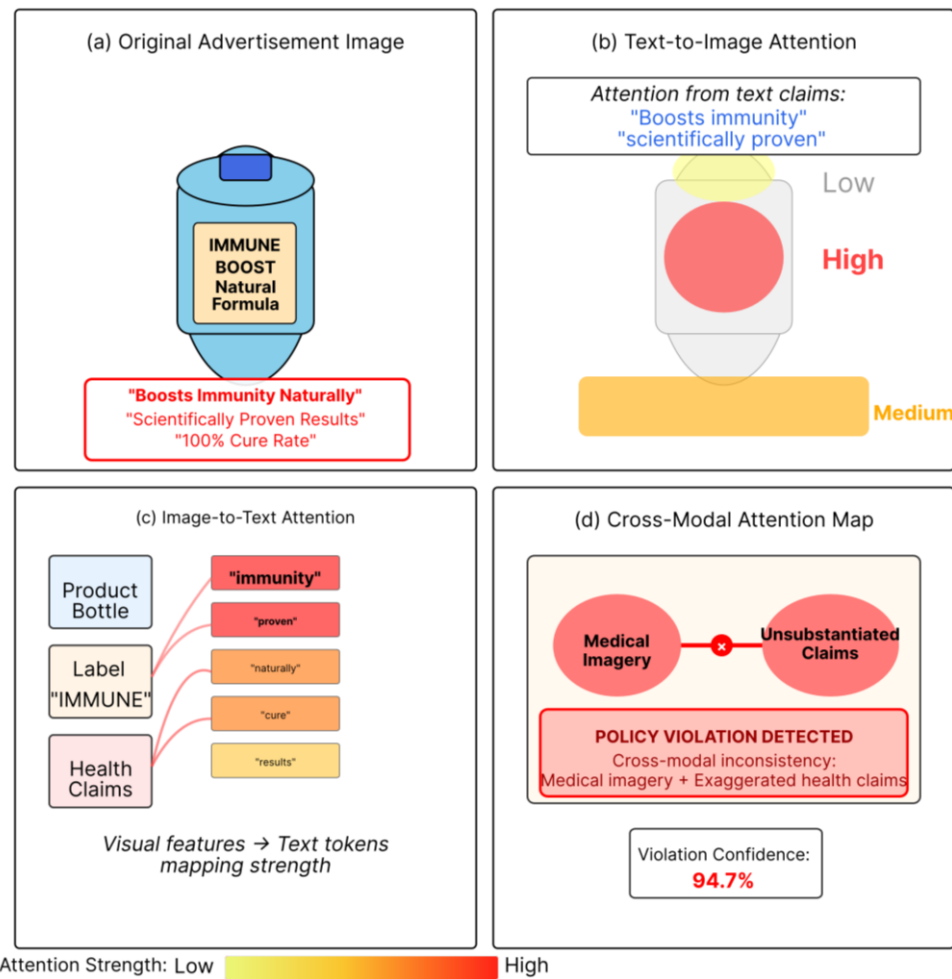 (a) Original Advertisement Image
IMMUNE
BOOST
Natural
Formula
"Boosts Immunity Naturally"
"Scientifically Proven Results"
"100% Cure Rate"
(b) Text-to-Image Attention
Attention from text claims:
"Boosts immunity"
"scientifically proven"
Low
High
Medium
(c) Image-to-Text Attention
Product
Bottle
Label
"IMMUNE"
Health
Claims
"immunity"
"proven"
"naturally"
"cure"
"results"
Visual features → Text tokens
mapping strength
(d) Cross-Modal Attention Map
Medical
Imagery
×
Unsubstantiated
Claims
POLICY VIOLATION DETECTED
Cross-modal inconsistency:
Medical imagery + Exaggerated health claims
Violation Confidence:
94.7%
Attention Strength: Low
High